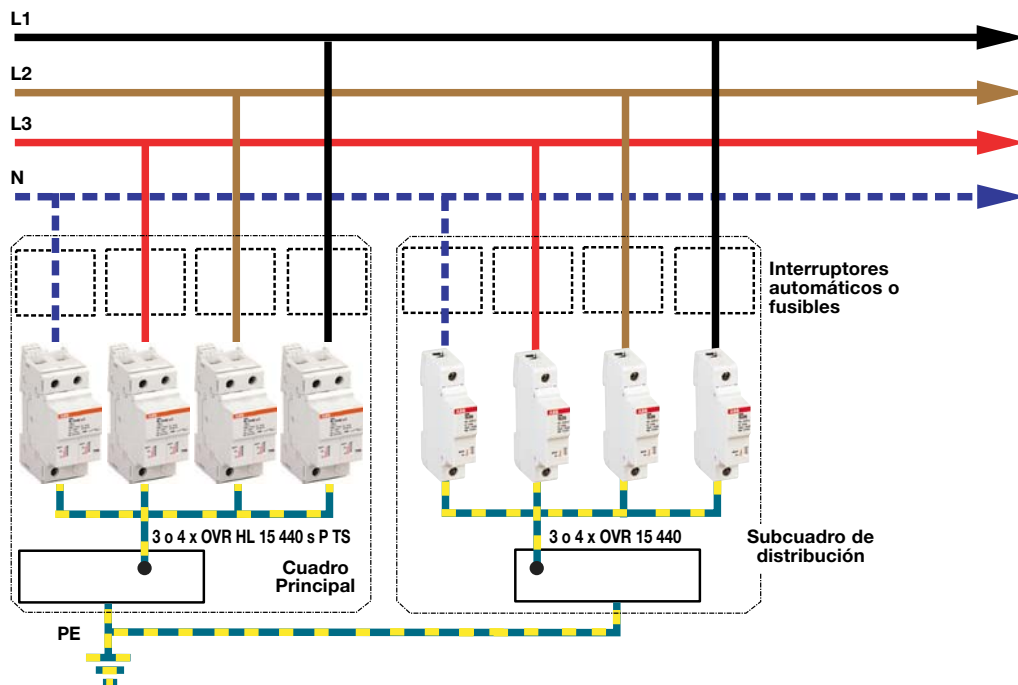 L1
L2
L3
N
Interruptores
automáticos o
fusibles
3 o 4 x OVR HL 15 440 s P TS
3 o 4 x OVR 15 440
Cuadro
Principal
Subcuadro de
distribución
PE